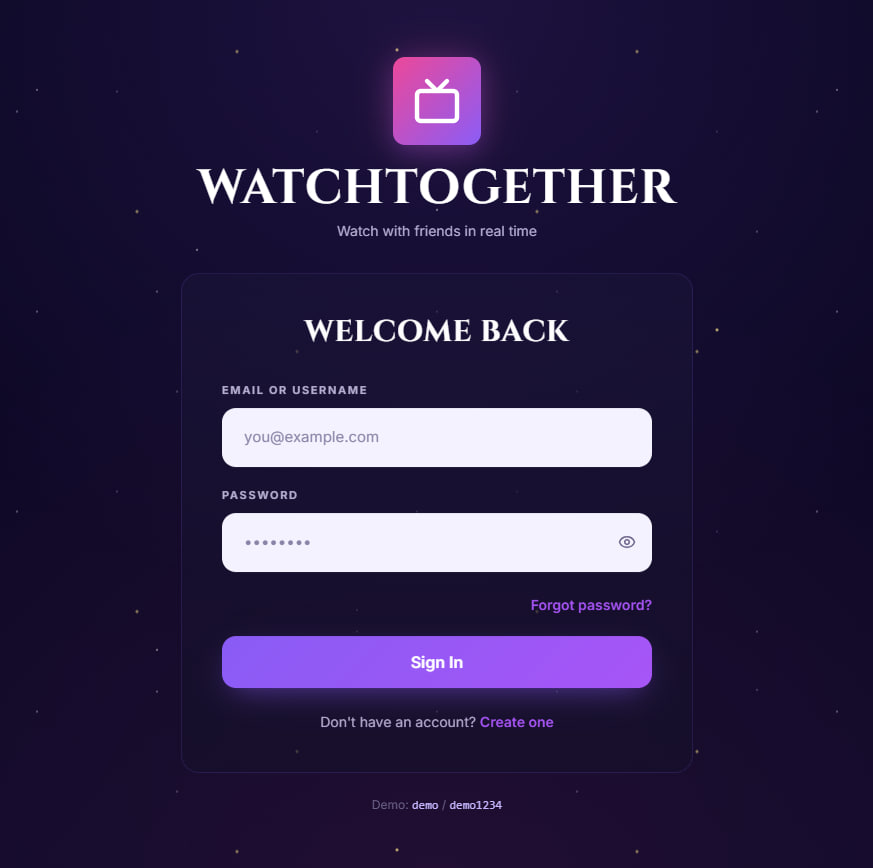 WATCHTOGETHER
Watch with friends in real time
WELCOME BACK
EMAIL OR USERNAME
you@example.com
PASSWORD
••••••••
Forgot password?
Sign In
Don't have an account? Create one
Demo: demo / demo1234